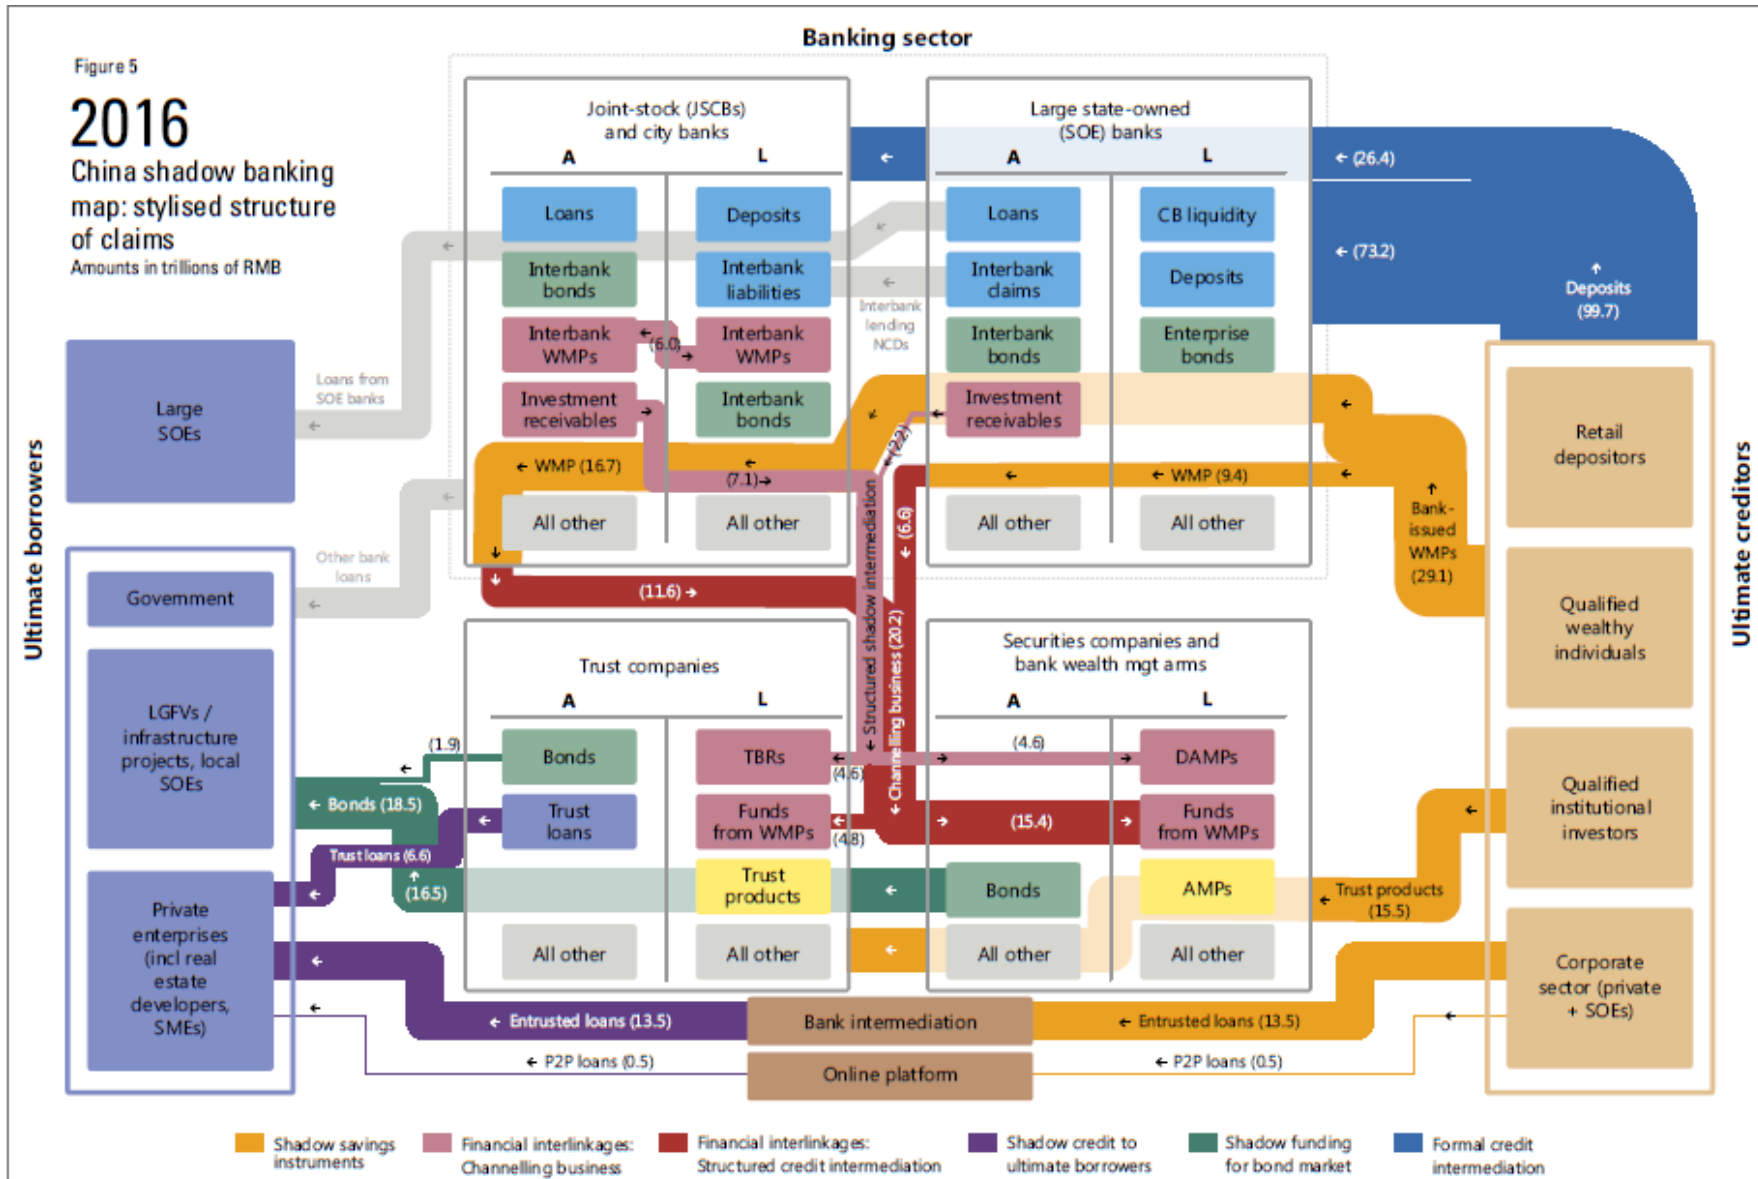 Banking sector
Figure 5
2016
China shadow banking
map: stylised structure
of claims
Amounts in trillions of RMB
Joint-stock (JSCBs)
and city banks
A
L
Loans
Deposits
Interbank
bonds
Interbank
liabilities
Interbank
WMPs
←
(6.0)
→
Interbank
WMPs
Investment
receivables
→
Interbank
bonds
← WMP (16.7)
←
(7.1)→
All other
All other
Large state-owned
(SOE) banks
A
L
Loans
CB liquidity
Interbank
claims
Deposits
Interbank
bonds
Enterprise
bonds
Investment
receivables
←
← WMP (9.4)
All other
All other
←
← (26.4)
← (73.2)
↑
Deposits
(99.7)
Interbank
lending
NCDs
←(2.2)
← (6.6)
← Structured shadow intermediation
← Channelling business (20.2)
Loans from
SOE banks
Other bank
loans
Ultimate borrowers
Large
SOEs
Government
LGFVs /
infrastructure
projects, local
SOEs
Private
enterprises
(incl real
estate
developers,
SMEs)
(11.6) →
Trust companies
A
L
Bonds
TBRs
Trust
loans
Funds
from WMPs
Trust
products
All other
All other
(1.9)
←
← Bonds (18.5)
Trust loans (6.6)
↑
(16.5)
←
(4.6)
←
(4.8)
Securities companies and
bank wealth mgt arms
A
L
(4.6)
→
→
DAMPs
→
(15.4)
→
Funds
from WMPs
Bonds
AMPs
All other
All other
↑
Bank-
issued
WMPs
(29.1)
← Trust products
(15.5)
Ultimate creditors
Retail
depositors
Qualified
wealthy
individuals
Qualified
institutional
investors
Corporate
sector (private
+ SOEs)
← Entrusted loans (13.5)
Bank intermediation
← Entrusted loans (13.5)
← P2P loans (0.5)
Online platform
← P2P loans (0.5)
Shadow savings
instruments
Financial interlinkages:
Channelling business
Financial interlinkages:
Structured credit intermediation
Shadow credit to
ultimate borrowers
Shadow funding
for bond market
Formal credit
intermediation